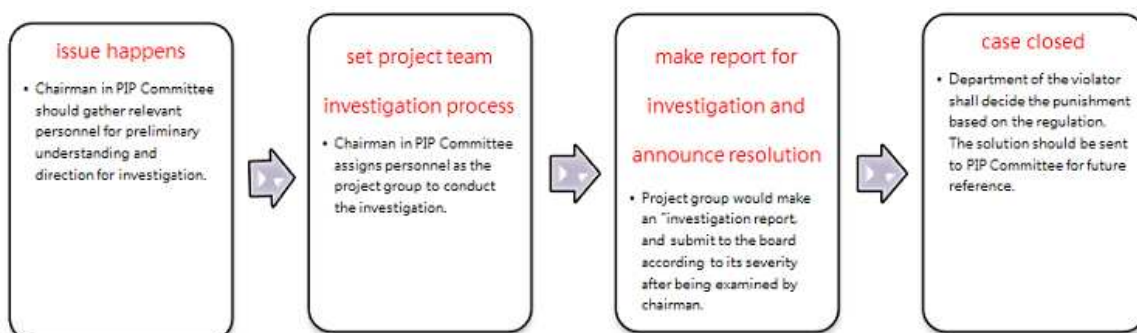 issue happens
• Chairman in PIP Committee
should gather relevant
personnel for preliminary
understanding and
direction for investigation.
set project team
investigation process
• Chairman in PIP Committee
assigns personnel as the
project group to conduct
the investigation.
make report for
investigation and
announce resolution
• Project group would make
an "investigation report,
and submit to the board
according to its severity
after being examined by
chairman.
case closed
• Department of the violator
shall decide the punishment
based on the regulation.
The solution should be sent
to PIP Committee for future
reference.